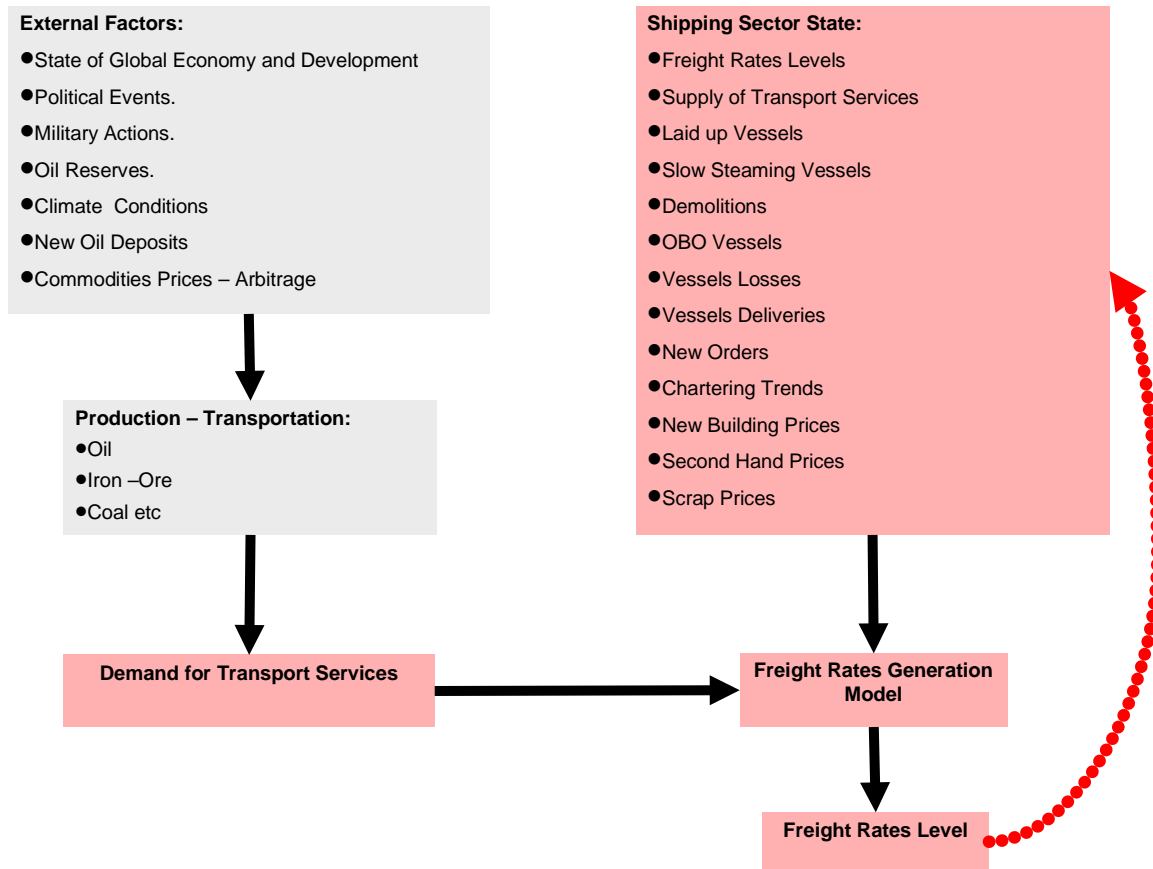 External Factors:
●State of Global Economy and Development
●Political Events.
●Military Actions.
●Oil Reserves.
●Climate  Conditions
●New Oil Deposits
●Commodities Prices – Arbitrage
Production – Transportation:
●Oil
●Iron –Ore
●Coal etc
Demand for Transport Services
Shipping Sector State:
●Freight Rates Levels
●Supply of Transport Services
●Laid up Vessels
●Slow Steaming Vessels
●Demolitions
●OBO Vessels
●Vessels Losses
●Vessels Deliveries
●New Orders
●Chartering Trends
●New Building Prices
●Second Hand Prices
●Scrap Prices
Freight Rates Generation
Model
Freight Rates Level